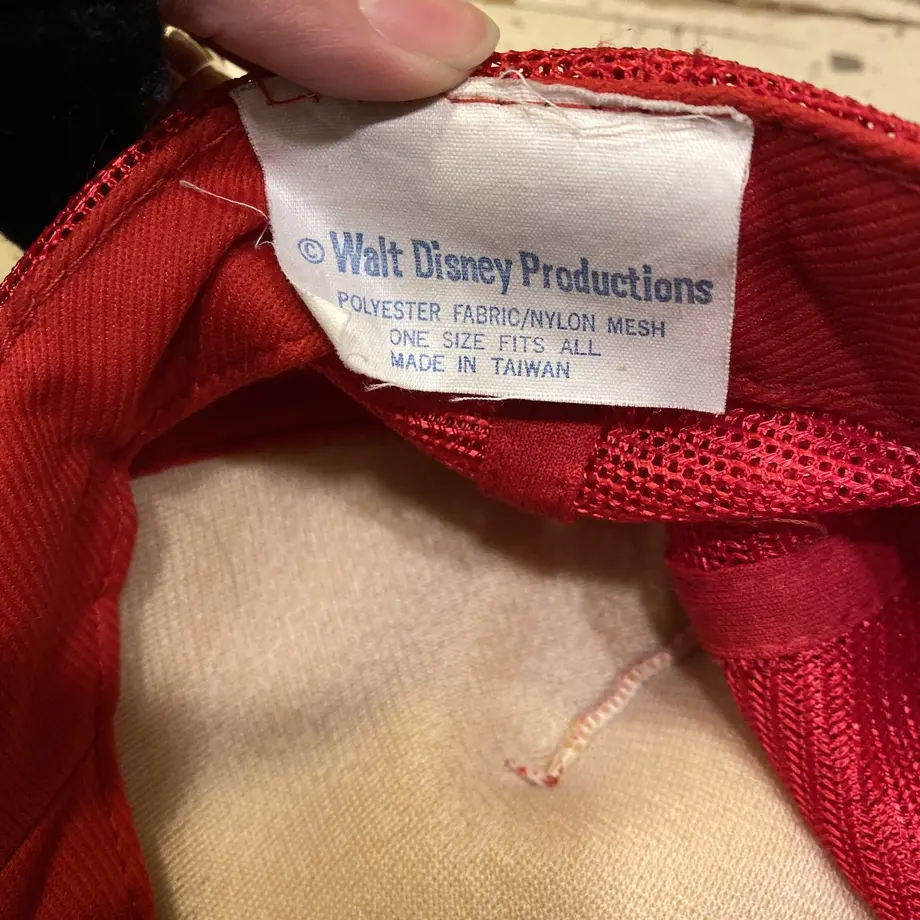 © Walt Disney Productions
POLYESTER FABRIC/NYLON MESH
ONE SIZE FITS ALL
MADE IN TAIWAN